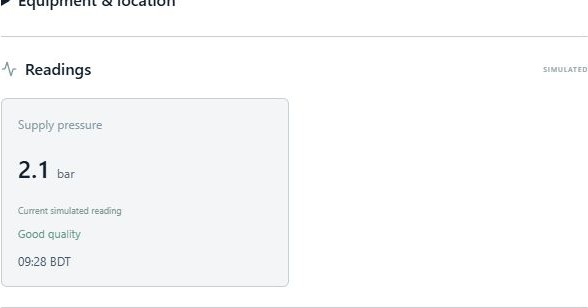 Equipment & location
Readings
SIMULATED
Supply pressure
2.1 bar
Current simulated reading
Good quality
09:28 BDT